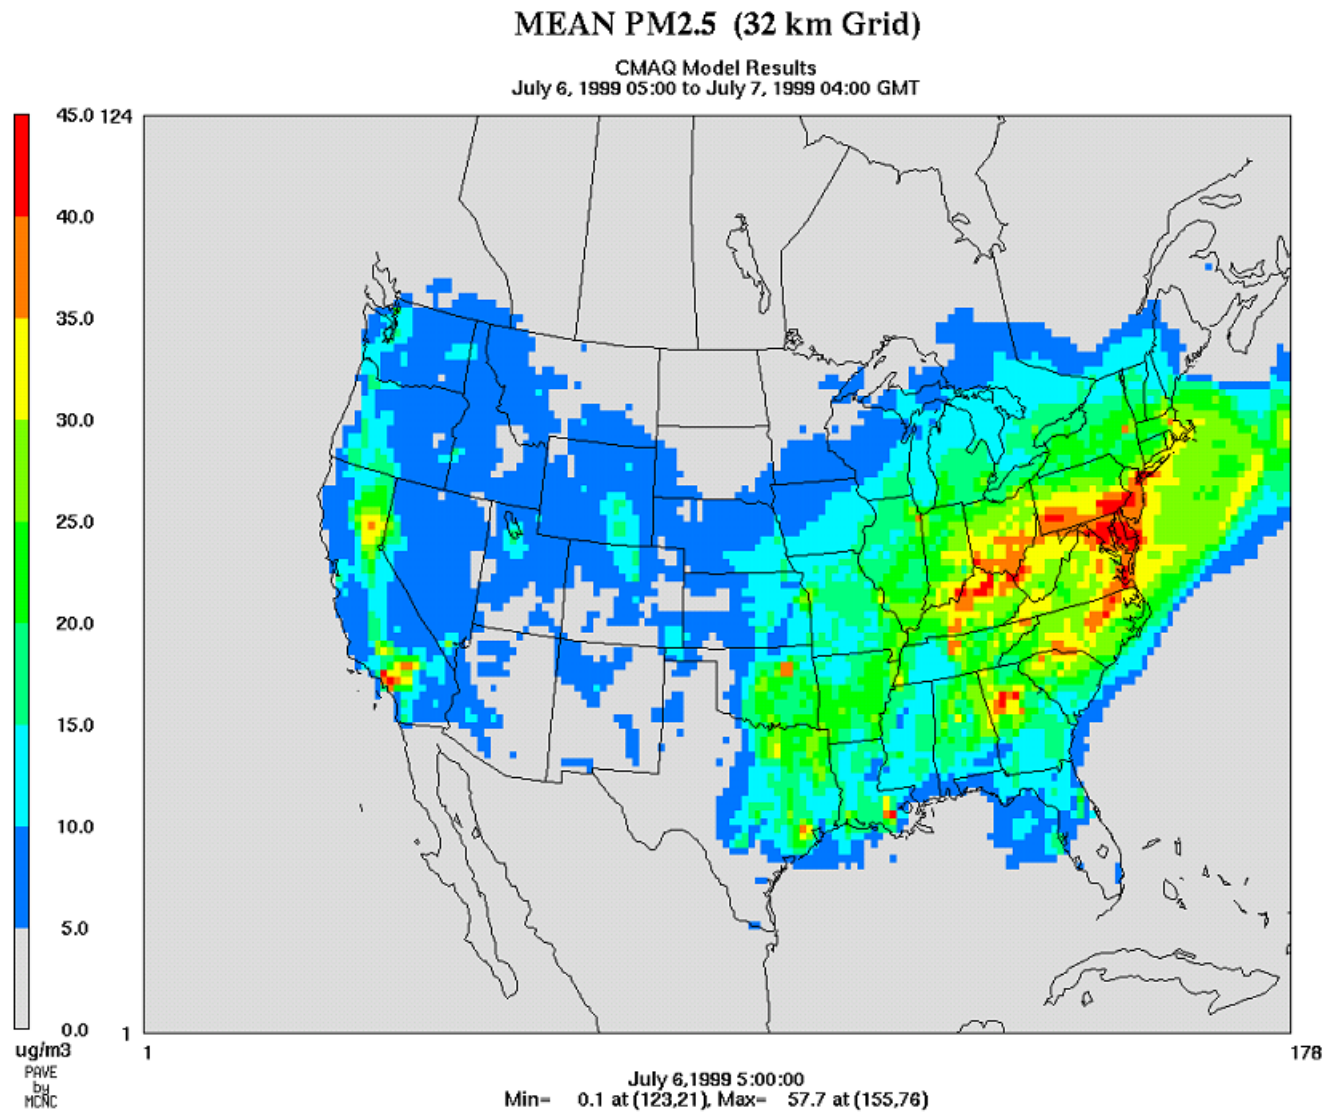 MEAN PM2.5 (32 km Grid)
CMAQ Model Results
July 6, 1999 05:00 to July 7, 1999 04:00 GMT
45.0
124
40.0
35.0
30.0
25.0
20.0
15.0
10.0
5.0
0.0
1
ug/m3
1
178
PAVE
by
MCNC
July 6,1999 5:00:00
Min= 0.1 at (123,21), Max= 57.7 at (155,76)